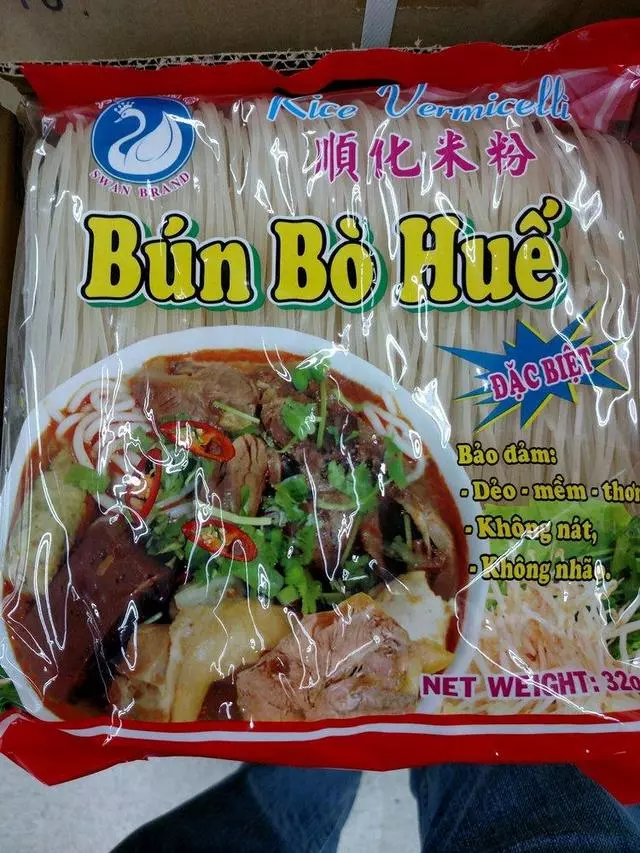 Rice Vermicelli
順化米粉
SWAN BRAND
Bún Bò Huế
ĐẶC BIỆT
Bảo đảm:
- Dẻo - mềm - thơm
- Không nát,
- Không nhão.
NET WEIGHT: 32o